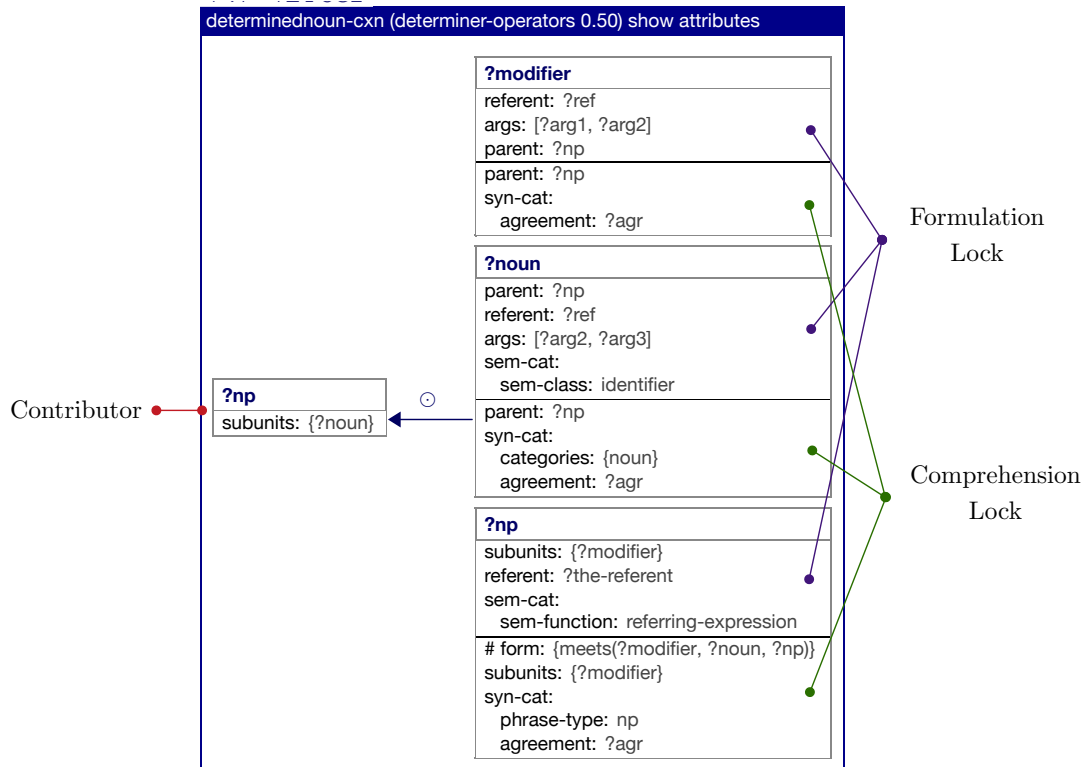 determinednoun-cxn (determiner-operators 0.50) show attributes
?modifier
referent: ?ref
args: [?arg1, ?arg2]
parent: ?np
parent: ?np
syn-cat:
agreement: ?agr
Formulation
Lock
?noun
parent: ?np
referent: ?ref
args: [?arg2, ?arg3]
sem-cat:
sem-class: identifier
parent: ?np
syn-cat:
categories: {noun}
agreement: ?agr
Contributor
?np
subunits: {?noun}
⊙
Comprehension
Lock
?np
subunits: {?modifier}
referent: ?the-referent
sem-cat:
sem-function: referring-expression
# form: {meets(?modifier, ?noun, ?np)}
subunits: {?modifier}
syn-cat:
phrase-type: np
agreement: ?agr